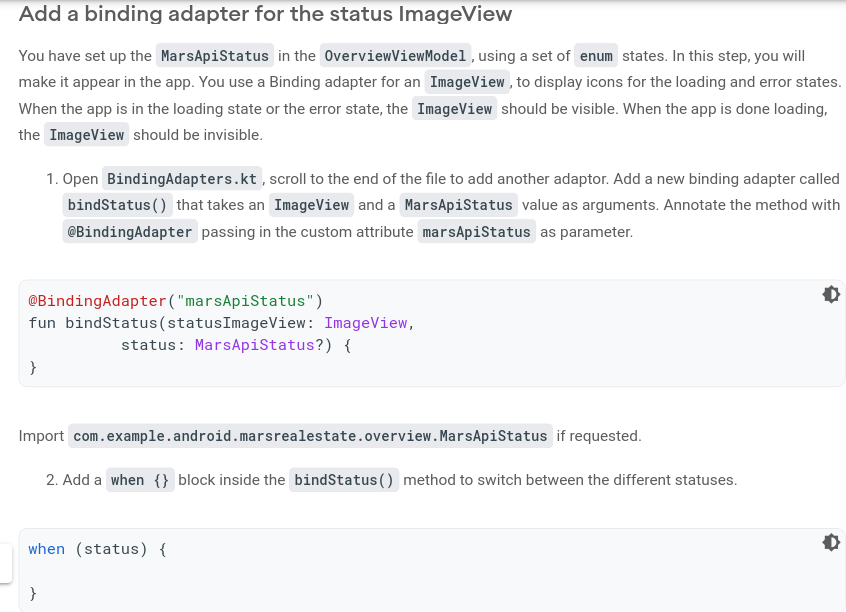 Add a binding adapter for the status ImageView
You have set up the MarsApiStatus in the OverviewViewModel, using a set of enum states. In this step, you will
make it appear in the app. You use a Binding adapter for an ImageView, to display icons for the loading and error states.
When the app is in the loading state or the error state, the ImageView should be visible. When the app is done loading,
the ImageView should be invisible.
1. Open BindingAdapters.kt, scroll to the end of the file to add another adaptor. Add a new binding adapter called
bindStatus() that takes an ImageView and a MarsApiStatus value as arguments. Annotate the method with
@BindingAdapter passing in the custom attribute marsApiStatus as parameter.
@BindingAdapter("marsApiStatus")
fun bindStatus(statusImageView: ImageView,
status: MarsApiStatus?) {
}
Import com.example.android.marsrealestate.overview.MarsApiStatus if requested.
2. Add a when {} block inside the bindStatus() method to switch between the different statuses.
when (status) {
}